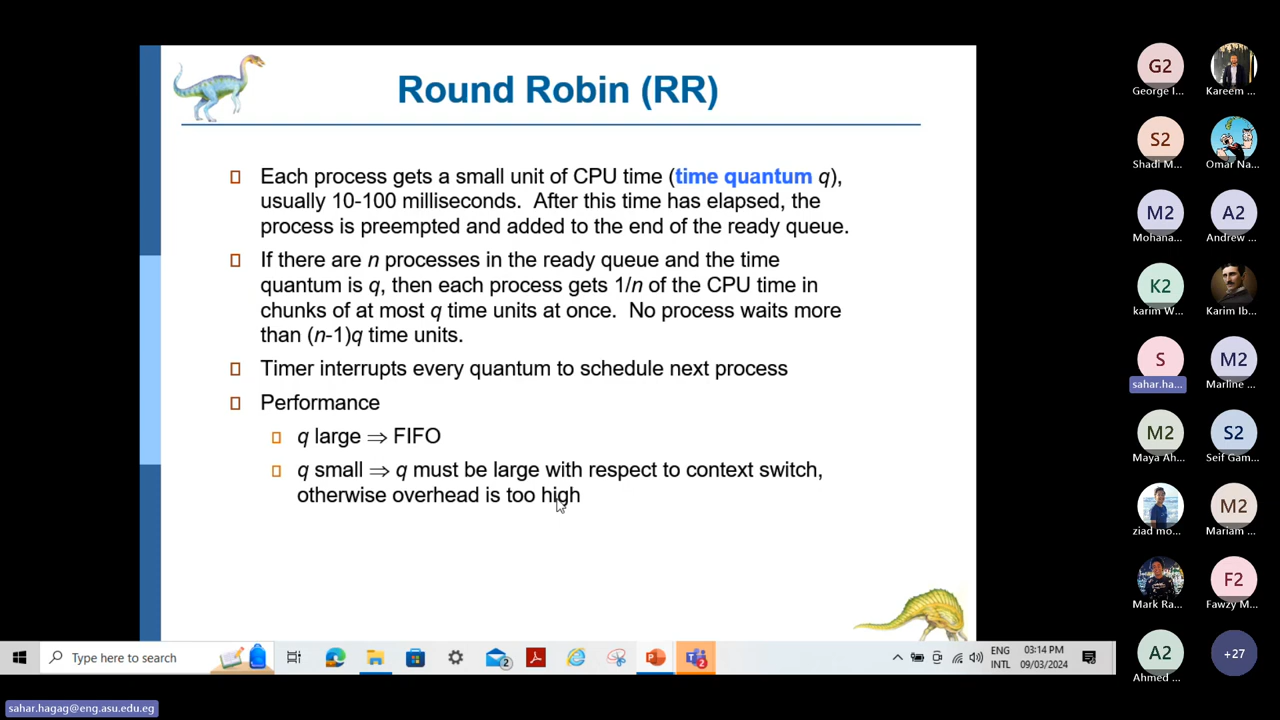 Round Robin (RR)
Each process gets a small unit of CPU time (time quantum q),
usually 10-100 milliseconds. After this time has elapsed, the
process is preempted and added to the end of the ready queue.
If there are n processes in the ready queue and the time
quantum is q, then each process gets 1/n of the CPU time in
chunks of at most q time units at once. No process waits more
than (n-1)q time units.
Timer interrupts every quantum to schedule next process
Performance
q large ⇒ FIFO
q small ⇒ q must be large with respect to context switch,
otherwise overhead is too high
G2
George I...
Kareem ...
S2
Shadi M...
Omar Na...
M2
Mohana...
A2
Andrew ...
K2
karim W...
Karim Ib...
S
sahar.ha...
M2
Marline ...
M2
Maya Ah...
S2
Seif Gam...
ziad mo...
M2
Mariam ...
Mark Ra...
F2
Fawzy M...
A2
Ahmed ...
+27
Type here to search
2
2
ENG
INTL
03:14 PM
09/03/2024
sahar.hagag@eng.asu.edu.eg